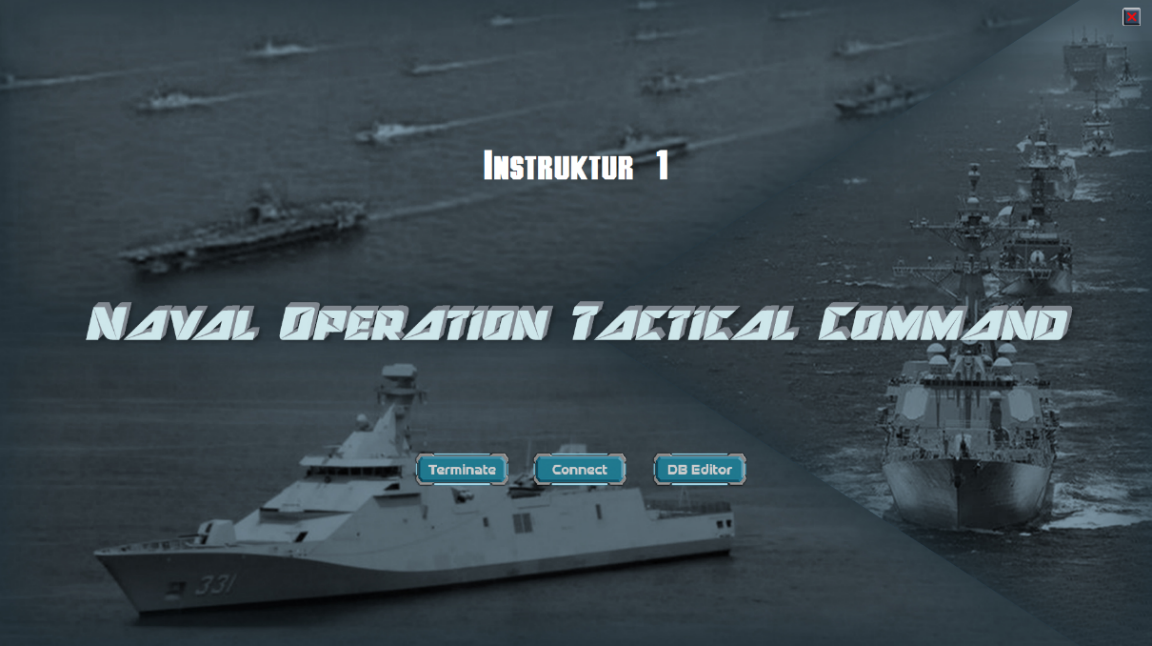 Instruktur 1
Naval Operation Tactical Command
Terminate
Connect
DB Editor
331